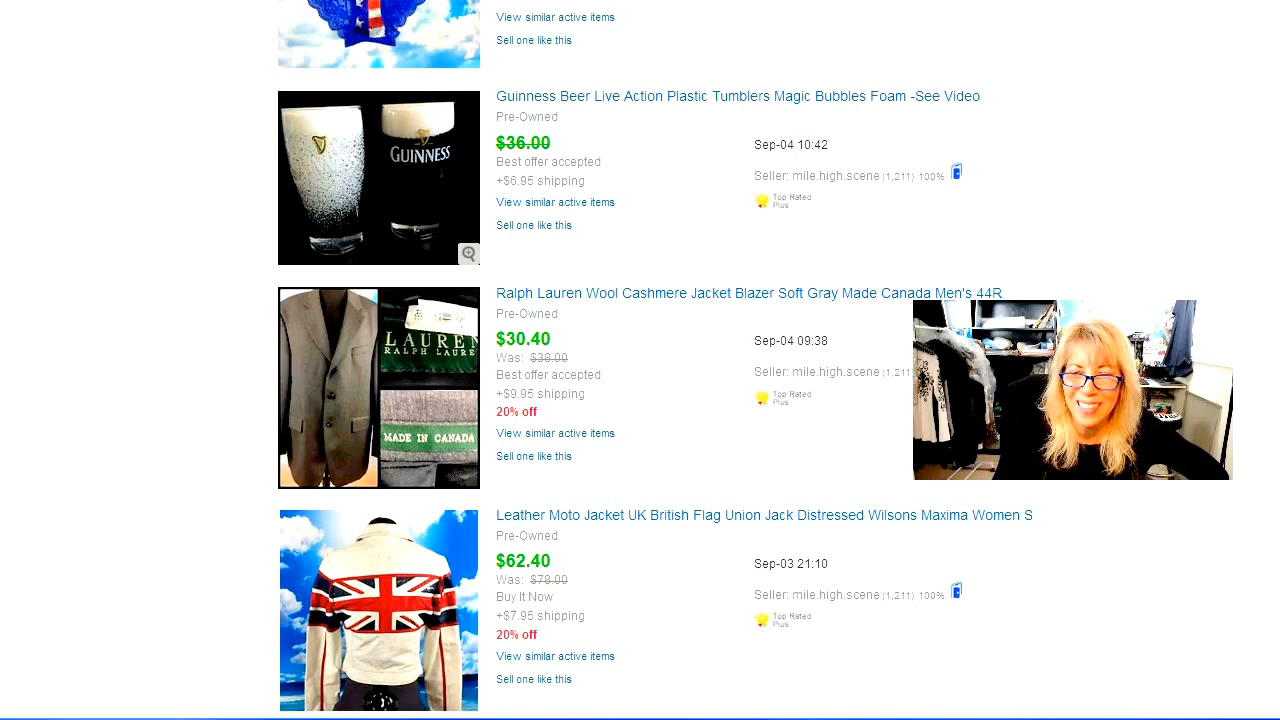 View similar active items
Sell one like this
Guinness Beer Live Action Plastic Tumblers Magic Bubbles Foam -See Video
Pre-Owned
$36.00
Sep-04 10:42
Best offer accepted
+$6.95 shipping
Seller: mile.high.scene (1,211) 100%
Top Rated
Plus
View similar active items
Sell one like this
GUINNESS
Ralph Lauren Wool Cashmere Jacket Blazer Soft Gray Made Canada Men's 44R
Pre-Owned
$30.40
Sep-04 09:38
Was: $38.00
Best offer accepted
+$9.95 shipping
Seller: mile.high.scene (1,211
Top Rated
Plus
20% off
View similar active items
Sell one like this
LAUREN
RALPH LAURE
MADE IN CANADA
Leather Moto Jacket UK British Flag Union Jack Distressed Wilsons Maxima Women S
Pre-Owned
$62.40
Sep-03 21:10
Was: $78.00
Buy It Now
+$7.95 shipping
Seller: mile.high.scene (1,211) 100%
Top Rated
Plus
20% off
View similar active items
Sell one like this